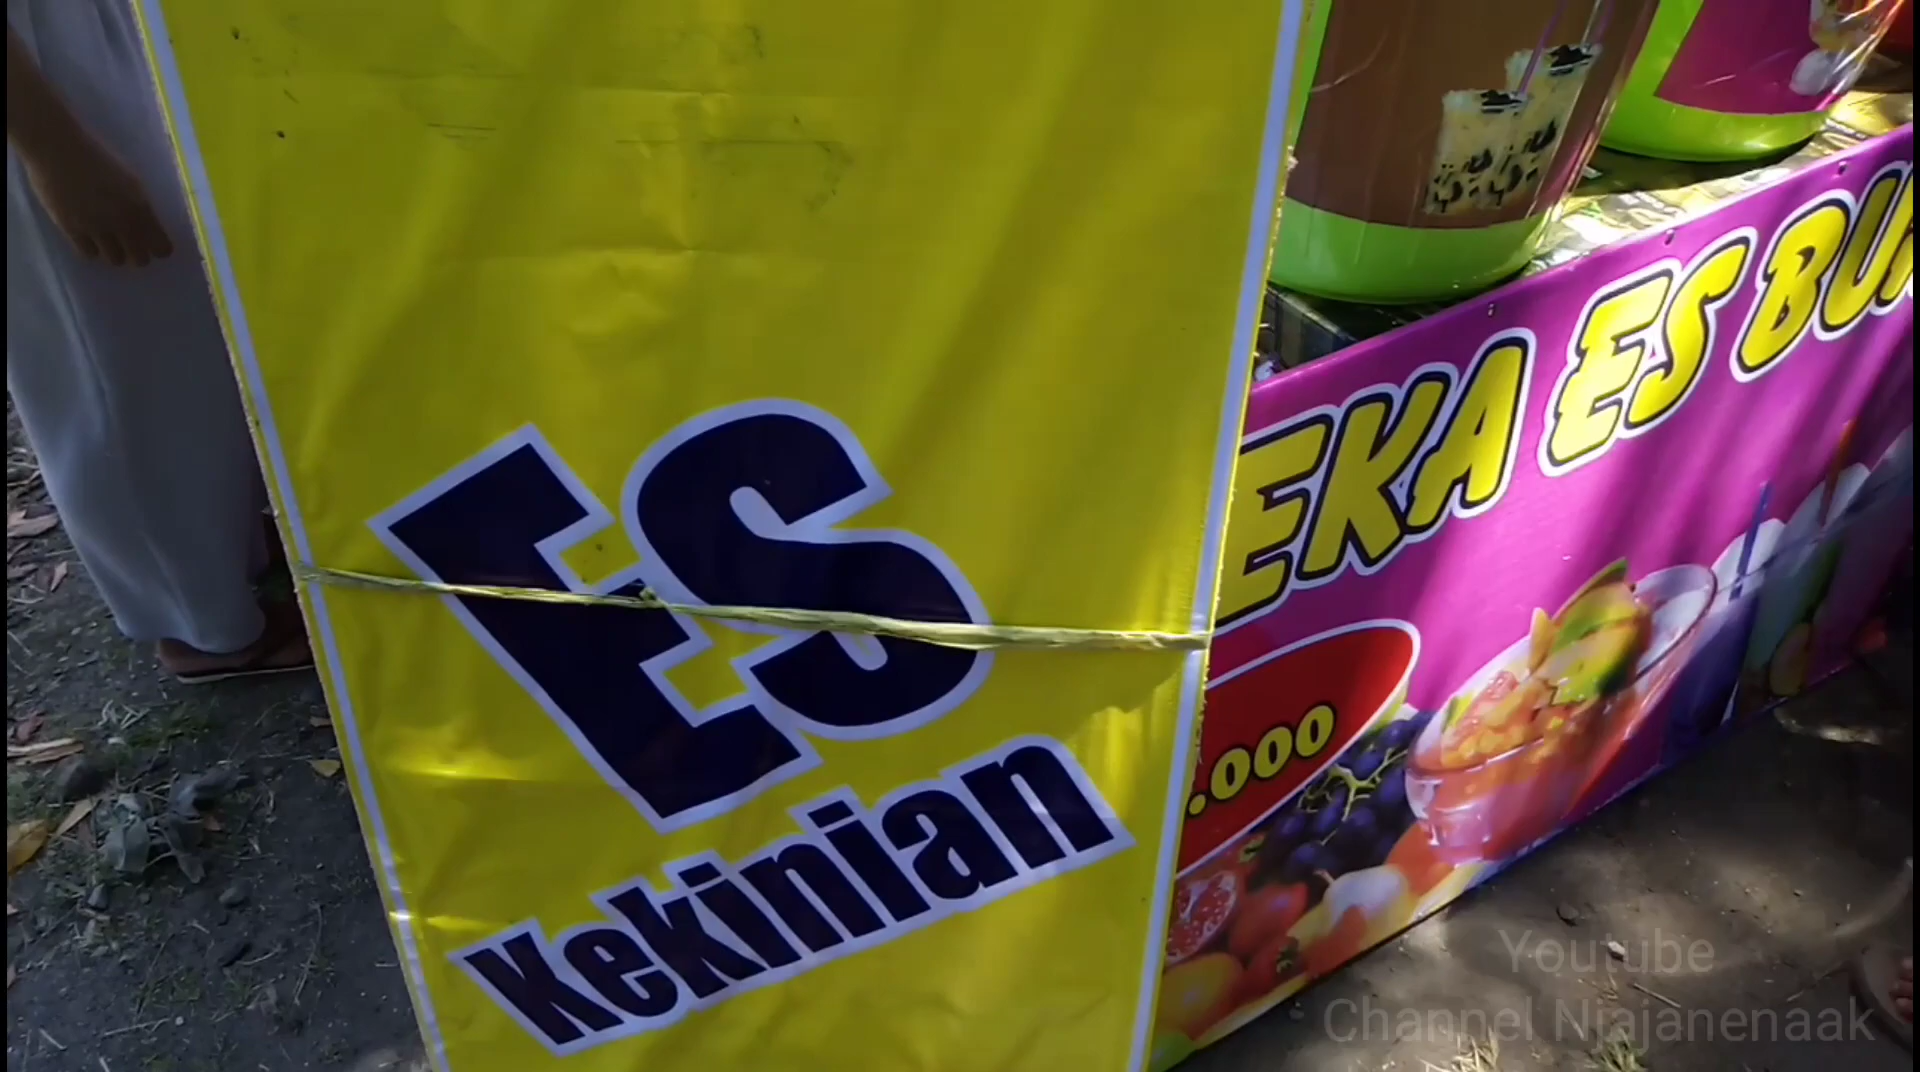 ES
Kekinian
EKA ES BU
.000
Youtube
Channel Njajanenaak